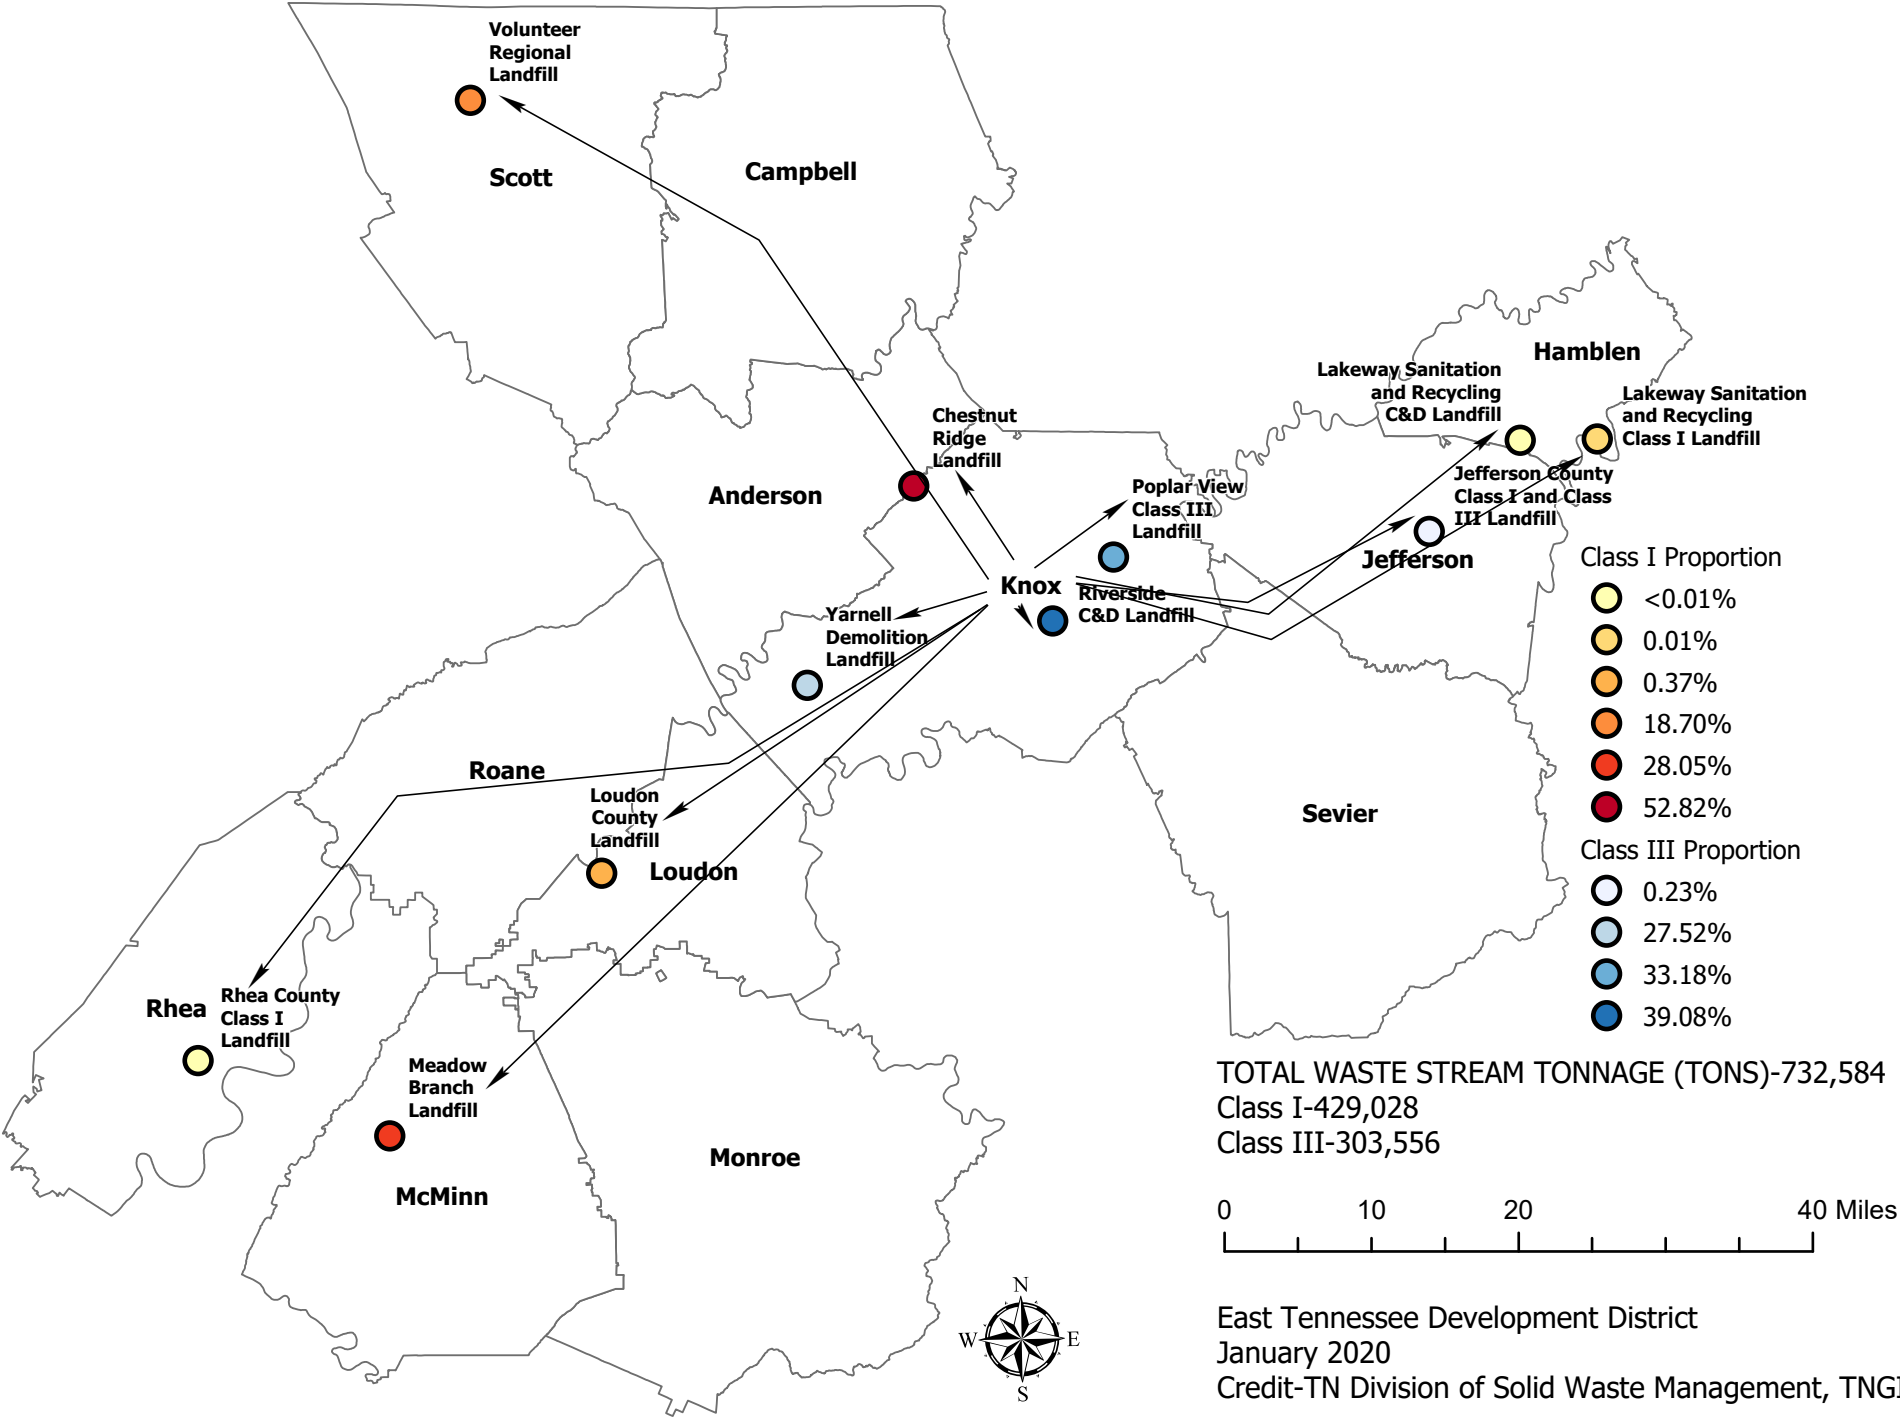 Volunteer
Regional
Landfill
Scott
Campbell
Hamblen
Lakeway Sanitation
and Recycling
C&D Landfill
Lakeway Sanitation
and Recycling
Class I Landfill
Chestnut
Ridge
Landfill
Anderson
Poplar View
Class III
Landfill
Jefferson County
Class I and Class
III Landfill
Jefferson
Knox
Riverside
C&D Landfill
Yarnell
Demolition
Landfill
Roane
Loudon
County
Landfill
Loudon
Sevier
Rhea
Rhea County
Class I
Landfill
Meadow
Branch
Landfill
McMinn
Monroe
Class I Proportion
<0.01%
0.01%
0.37%
18.70%
28.05%
52.82%
Class III Proportion
0.23%
27.52%
33.18%
39.08%
TOTAL WASTE STREAM TONNAGE (TONS)-732,584
Class I-429,028
Class III-303,556
0 10 20 40 Miles
N
W E
S
East Tennessee Development District
January 2020
Credit-TN Division of Solid Waste Management, TNGI